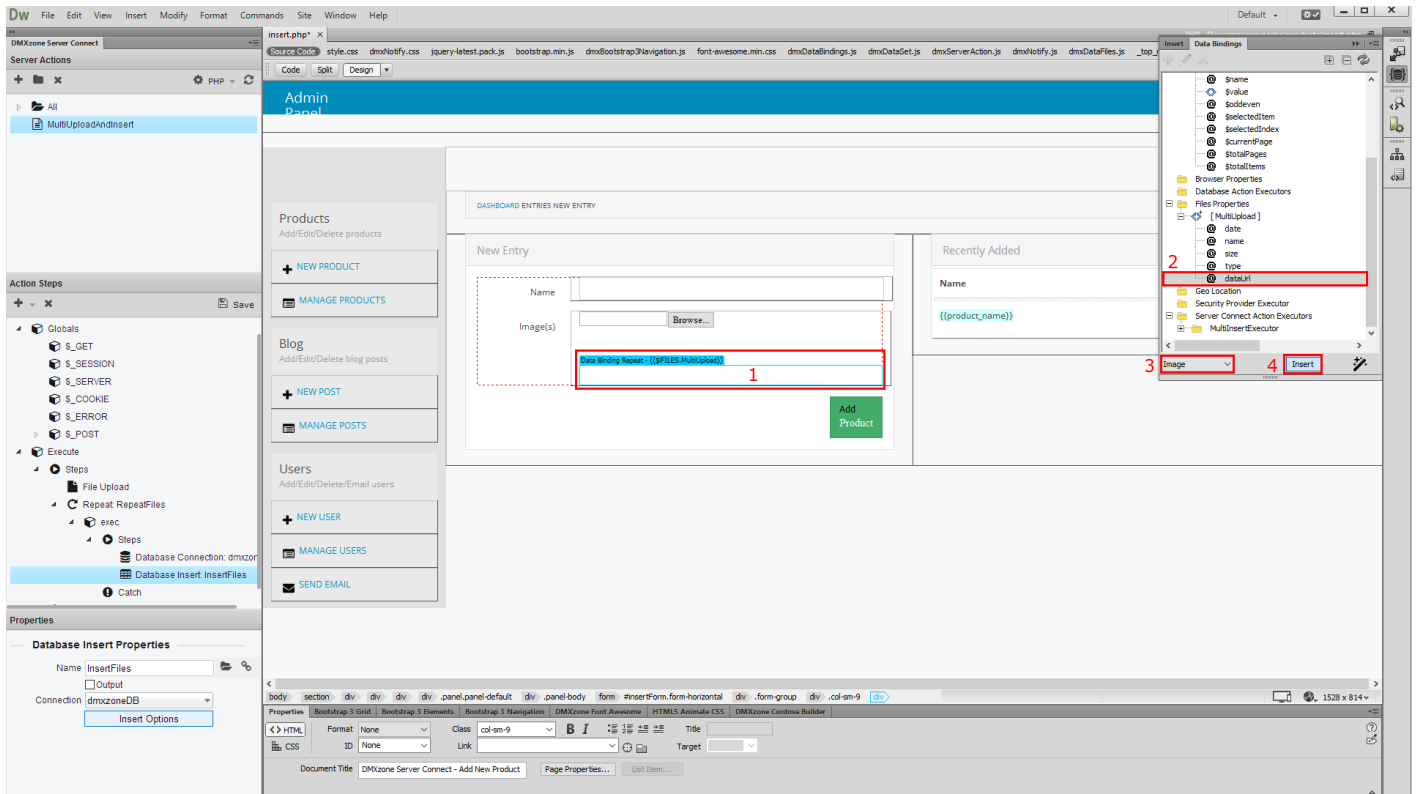 Dw File Edit View Insert Modify Format Commands Site Window Help
Default
DMXzone Server Connect
Server Actions
PHP
All
MultiUploadAndInsert
Action Steps
Save
Globals
$_GET
$_SESSION
$_SERVER
$_COOKIE
$_ERROR
$_POST
Execute
Steps
File Upload
Repeat: RepeatFiles
exec
Steps
Database Connection: dmxzon
Database Insert: InsertFiles
Catch
Properties
Database Insert Properties
Name InsertFiles
Output
Connection dmxzoneDB
Insert Options
insert.php* ×
Source Code style.css dmxNotify.css jquery-latest.pack.js bootstrap.min.js dmxBootstrap3Navigation.js font-awesome.min.css dmxDataBindings.js dmxDataSet.js dmxServerAction.js dmxNotify.js dmxDataFiles.js
Code Split Design
Admin
Panel
Products
Add/Edit/Delete products
NEW PRODUCT
MANAGE PRODUCTS
Blog
Add/Edit/Delete blog posts
NEW POST
MANAGE POSTS
Users
Add/Edit/Delete/Email users
NEW USER
MANAGE USERS
SEND EMAIL
DASHBOARD ENTRIES NEW ENTRY
New Entry
Name
Image(s) Browse...
Data Binding Repeat - {{$FILES.MultiUpload}}
1
Add
Product
Recently Added
Name
{{product_name}}
Insert Data Bindings
$name
$value
$oddeven
$selectedItem
$selectedIndex
$currentPage
$totalPages
$totalItems
Browser Properties
Database Action Executors
Files Properties
[ MultiUpload ]
date
name
size
2 type
dataUrl
Geo Location
Security Provider Executor
Server Connect Action Executors
MultiInsertExecutor
3 Image 4 Insert
body section div div div div .panel.panel-default div .panel-body form #insertForm.form-horizontal div .form-group div .col-sm-9 div
1528 x 814
Properties Bootstrap 3 Grid Bootstrap 3 Elements Bootstrap 3 Navigation DMXzone Font Awesome HTML5 Animate CSS DMXzone Cordova Builder
<> HTML Format None Class col-sm-9 B I Title
CSS ID None Link Target
Document Title DMXzone Server Connect - Add New Product Page Properties... List Item...